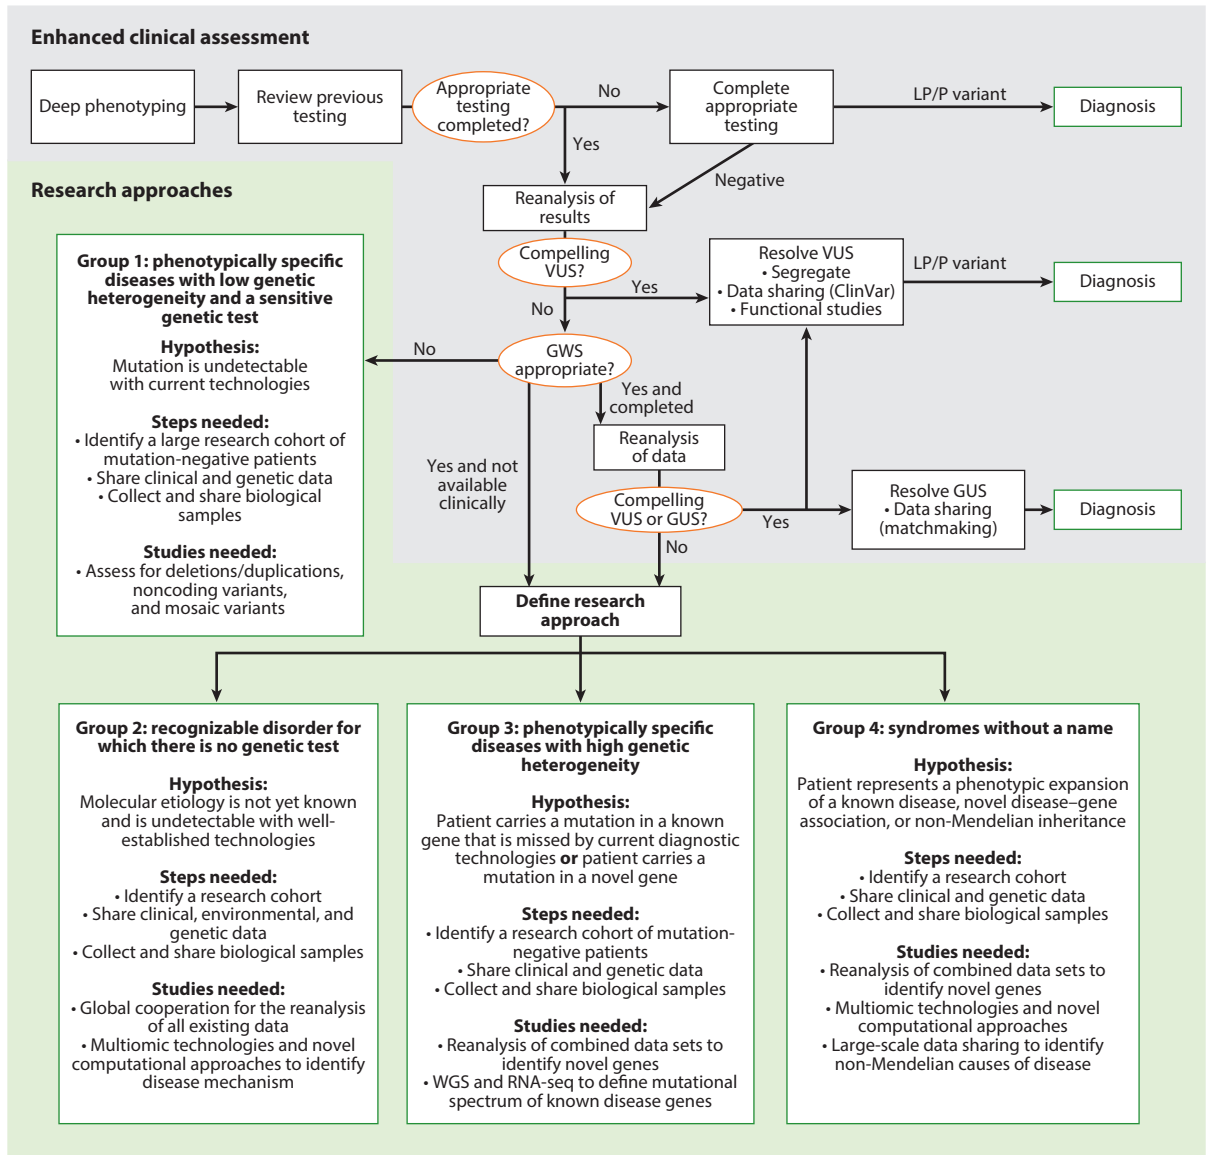 Enhanced clinical assessment
Deep phenotyping
Review previous
testing
Appropriate
testing
completed?
No
Yes
Complete
appropriate
testing
LP/P variant
Diagnosis
Negative
Reanalysis of
results
Compelling
VUS?
Yes
No
Resolve VUS
• Segregate
• Data sharing (ClinVar)
• Functional studies
LP/P variant
Diagnosis
GWS
appropriate?
No
Yes and
completed
Yes and not
available
clinically
Reanalysis
of data
Compelling
VUS or GUS?
Yes
No
Resolve GUS
• Data sharing
(matchmaking)
Diagnosis
Research approaches
Group 1: phenotypically specific
diseases with low genetic
heterogeneity and a sensitive
genetic test
Hypothesis:
Mutation is undetectable
with current technologies
Steps needed:
• Identify a large research cohort of
mutation-negative patients
• Share clinical and genetic data
• Collect and share biological
samples
Studies needed:
• Assess for deletions/duplications,
noncoding variants,
and mosaic variants
Define research
approach
Group 2: recognizable disorder for
which there is no genetic test
Hypothesis:
Molecular etiology is not yet known
and is undetectable with well-
established technologies
Steps needed:
• Identify a research cohort
• Share clinical, environmental, and
genetic data
• Collect and share biological samples
Studies needed:
• Global cooperation for the reanalysis
of all existing data
• Multiomic technologies and novel
computational approaches to identify
disease mechanism
Group 3: phenotypically specific
diseases with high genetic
heterogeneity
Hypothesis:
Patient carries a mutation in a known
gene that is missed by current diagnostic
technologies or patient carries a
mutation in a novel gene
Steps needed:
• Identify a research cohort of mutation-
negative patients
• Share clinical and genetic data
• Collect and share biological samples
Studies needed:
• Reanalysis of combined data sets to
identify novel genes
• WGS and RNA-seq to define mutational
spectrum of known disease genes
Group 4: syndromes without a name
Hypothesis:
Patient represents a phenotypic expansion
of a known disease, novel disease–gene
association, or non-Mendelian inheritance
Steps needed:
• Identify a research cohort
• Share clinical and genetic data
• Collect and share biological samples
Studies needed:
• Reanalysis of combined data sets to
identify novel genes
• Multiomic technologies and novel
computational approaches
• Large-scale data sharing to identify
non-Mendelian causes of disease